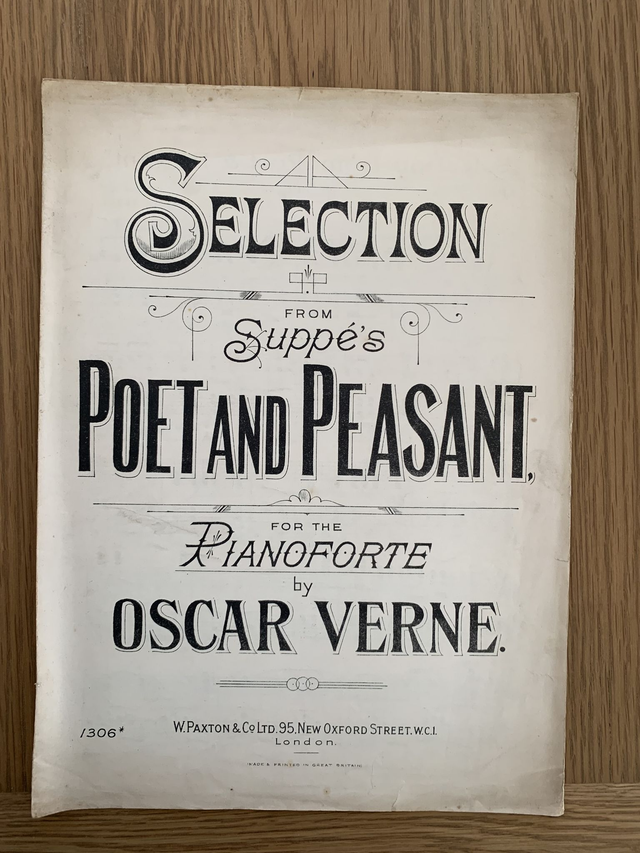 A
SELECTION
FROM
Suppé's
POET AND PEASANT,
FOR THE
PIANOFORTE
by
OSCAR VERNE.
1306*
W. PAXTON & Co LTD. 95, NEW OXFORD STREET, W.C.1.
London.
(MADE & PRINTED IN GREAT BRITAIN)